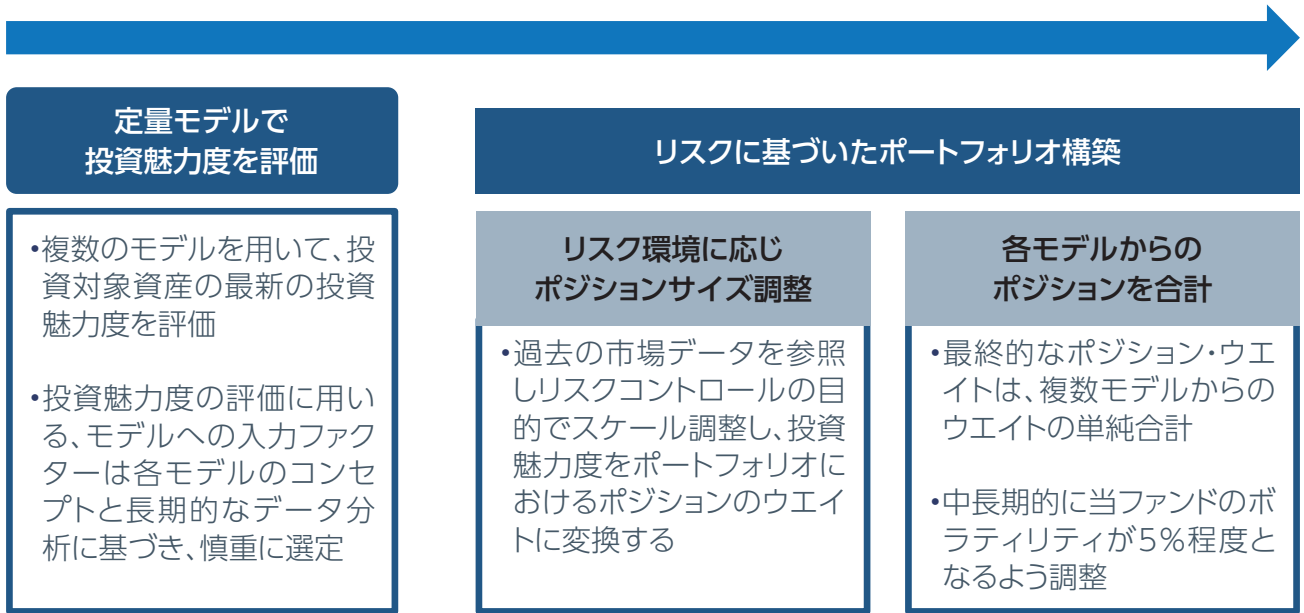 定量モデルで
投資魅力度を評価
•複数のモデルを用いて、投
資対象資産の最新の投資
魅力度を評価
•投資魅力度の評価に用い
る、モデルへの入力ファク
ターは各モデルのコンセ
プトと長期的なデータ分
析に基づき、慎重に選定
リスクに基づいたポートフォリオ構築
リスク環境に応じ
ポジションサイズ調整
•過去の市場データを参照
しリスクコントロールの目
的でスケール調整し、投資
魅力度をポートフォリオに
おけるポジションのウエイ
トに変換する
各モデルからの
ポジションを合計
•最終的なポジション・ウエ
イトは、複数モデルからの
ウエイトの単純合計
•中長期的に当ファンドのボ
ラティリティが5%程度と
なるよう調整